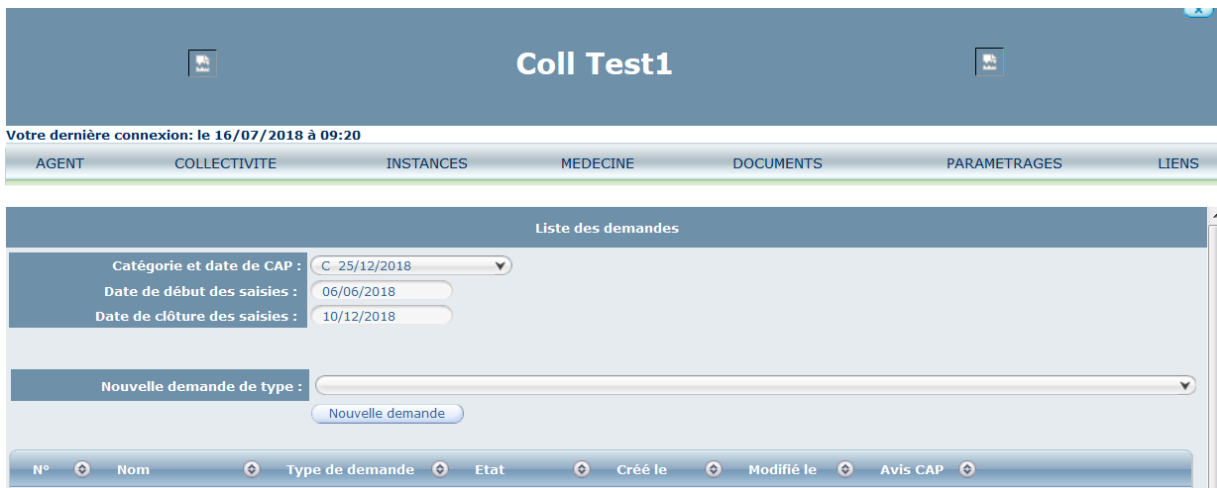 x
Coll Test1
Votre dernière connexion: le 16/07/2018 à 09:20
AGENT COLLECTIVITE INSTANCES MEDECINE DOCUMENTS PARAMETRAGES LIENS
Liste des demandes
Catégorie et date de CAP : C 25/12/2018
Date de début des saisies : 06/06/2018
Date de clôture des saisies : 10/12/2018
Nouvelle demande de type :
Nouvelle demande
N° Nom Type de demande Etat Créé le Modifié le Avis CAP